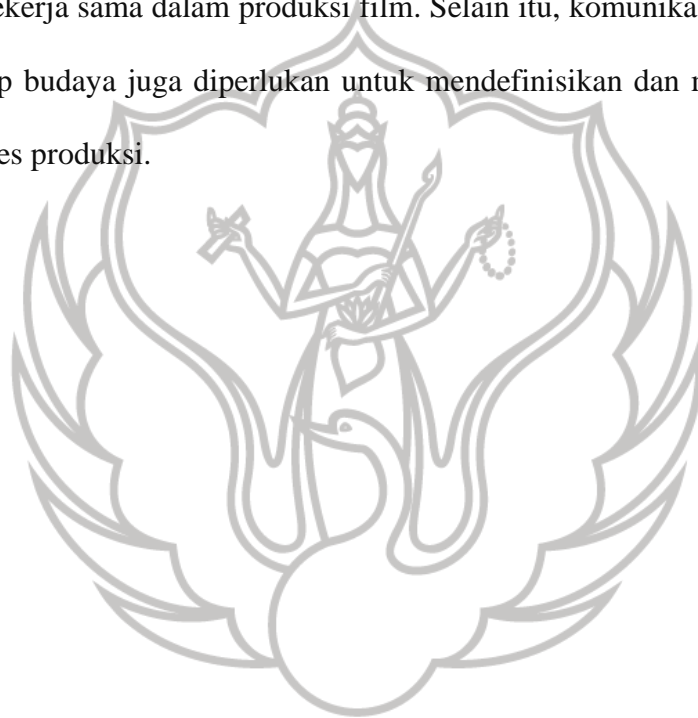 ekerja sama dalam produksi film. Selain itu, komunika
p budaya juga diperlukan untuk mendefinisikan dan
es produksi.